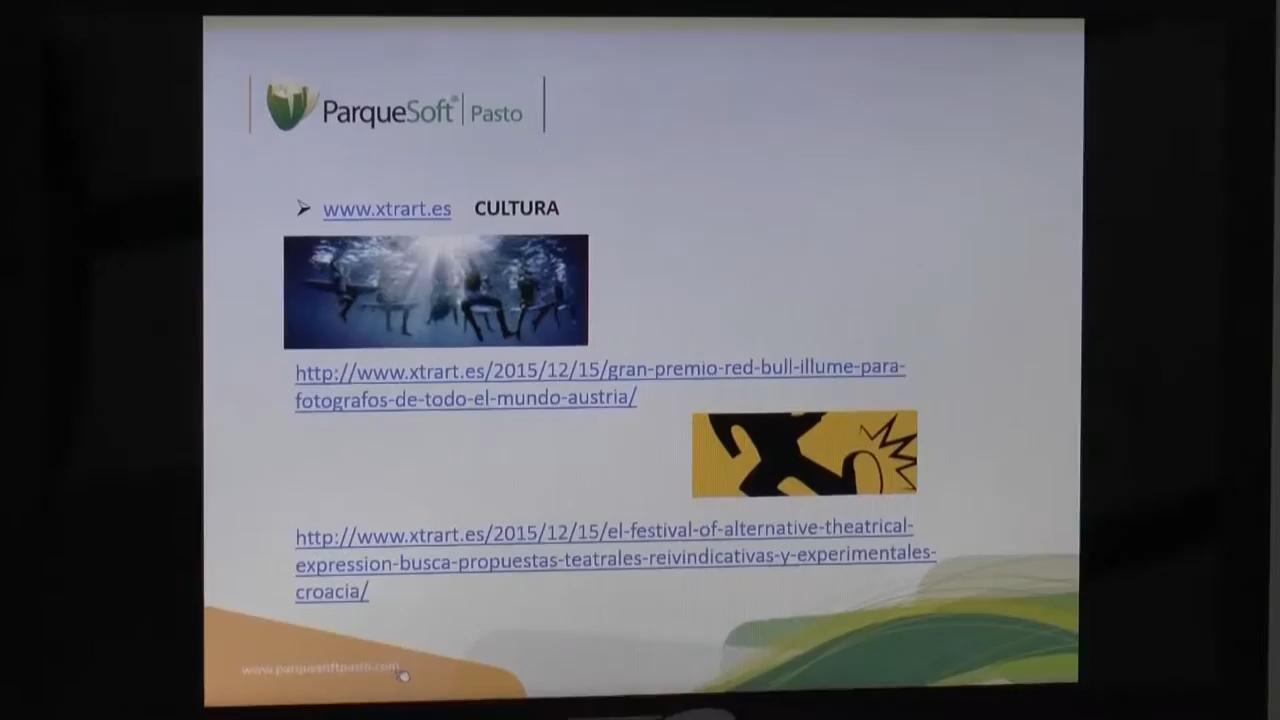 ParqueSoft® | Pasto
➢ www.xtrart.es CULTURA
http://www.xtrart.es/2015/12/15/gran-premio-red-bull-illume-para-
fotografos-de-todo-el-mundo-austria/
http://www.xtrart.es/2015/12/15/el-festival-of-alternative-theatrical-
expression-busca-propuestas-teatrales-reivindicativas-y-experimentales-
croacia/
www.parquesoftpasto.com